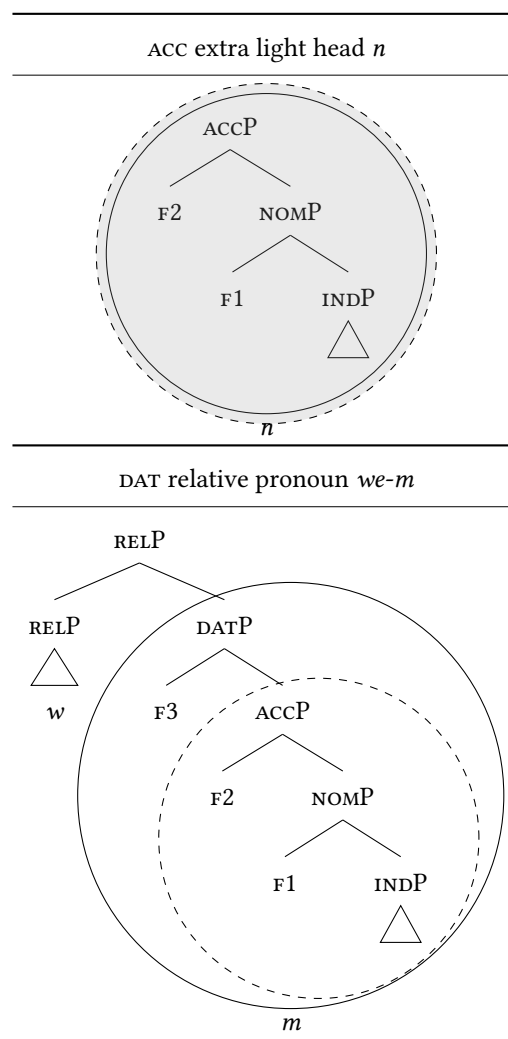 ACC extra light head n
ACCP
F2 NOMP
F1 INDP
n
DAT relative pronoun we-m
RELP
RELP DATP
w F3 ACCP
F2 NOMP
F1 INDP
m